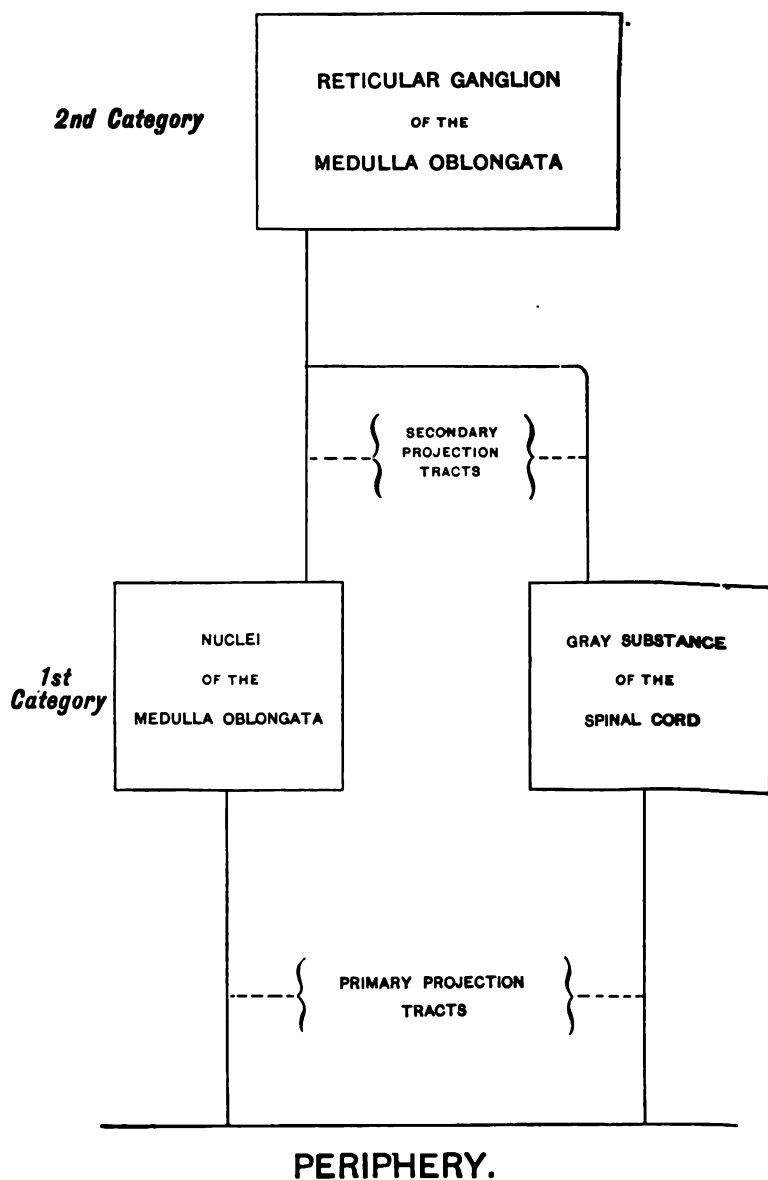 RETICULAR GANGLION
OF THE
MEDULLA OBLONGATA
2nd Category
SECONDARY
PROJECTION
TRACTS
NUCLEI
OF THE
MEDULLA OBLONGATA
1st
Category
GRAY SUBSTANCE
OF THE
SPINAL CORD
PRIMARY PROJECTION
TRACTS
PERIPHERY.